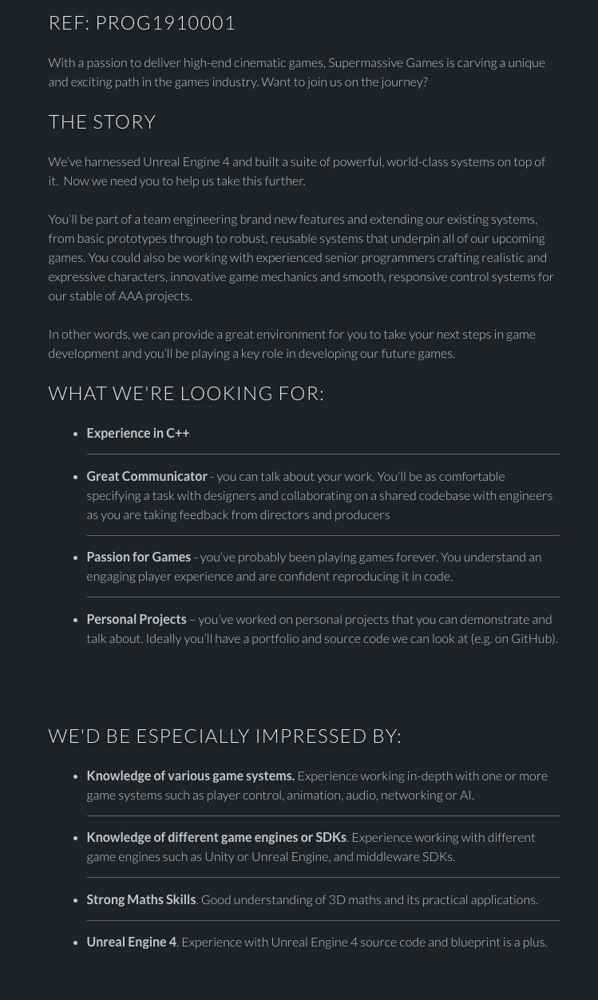 REF: PROG1910001
With a passion to deliver high-end cinematic games, Supermassive Games is carving a unique
and exciting path in the games industry. Want to join us on the journey?
THE STORY
We've harnessed Unreal Engine 4 and built a suite of powerful, world-class systems on top of
it.  Now we need you to help us take this further.
You'll be part of a team engineering brand new features and extending our existing systems,
from basic prototypes through to robust, reusable systems that underpin all of our upcoming
games. You could also be working with experienced senior programmers crafting realistic and
expressive characters, innovative game mechanics and smooth, responsive control systems for
our stable of AAA projects.
In other words, we can provide a great environment for you to take your next steps in game
development and you'll be playing a key role in developing our future games.
WHAT WE'RE LOOKING FOR:
• Experience in C++
• Great Communicator - you can talk about your work. You'll be as comfortable
specifying a task with designers and collaborating on a shared codebase with engineers
as you are taking feedback from directors and producers
• Passion for Games - you've probably been playing games forever. You understand an
engaging player experience and are confident reproducing it in code.
• Personal Projects – you've worked on personal projects that you can demonstrate and
talk about. Ideally you'll have a portfolio and source code we can look at (e.g. on GitHub).
WE'D BE ESPECIALLY IMPRESSED BY:
• Knowledge of various game systems. Experience working in-depth with one or more
game systems such as player control, animation, audio, networking or AI.
• Knowledge of different game engines or SDKs. Experience working with different
game engines such as Unity or Unreal Engine, and middleware SDKs.
• Strong Maths Skills. Good understanding of 3D maths and its practical applications.
• Unreal Engine 4. Experience with Unreal Engine 4 source code and blueprint is a plus.